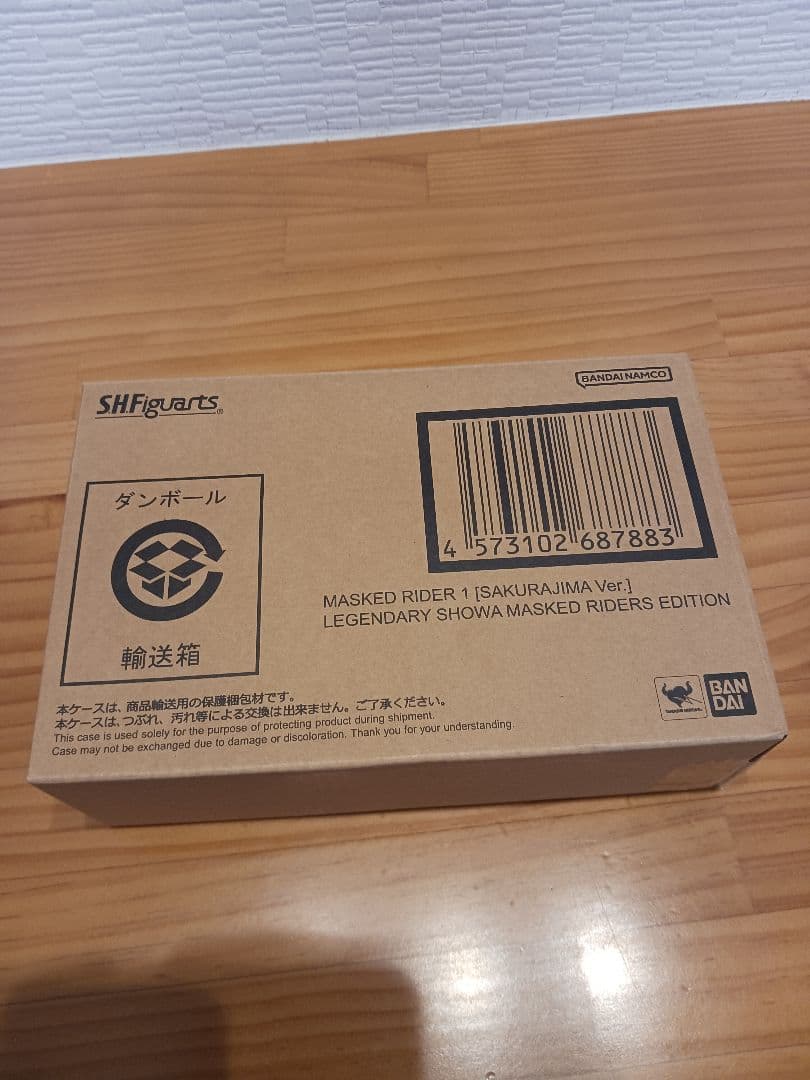 S.H.Figuarts®
BANDAI NAMCO
ダンボール
輸送箱
4 573102 687883
MASKED RIDER 1 [SAKURAJIMA Ver.]
LEGENDARY SHOWA MASKED RIDERS EDITION
本ケースは、商品輸送用の保護梱包材です。
本ケースは、つぶれ、汚れ等による交換は出来ません。ご了承ください。
This case is used solely for the purpose of protecting product during shipment.
Case may not be exchanged due to damage or discoloration. Thank you for your understanding.
BAN
DAI